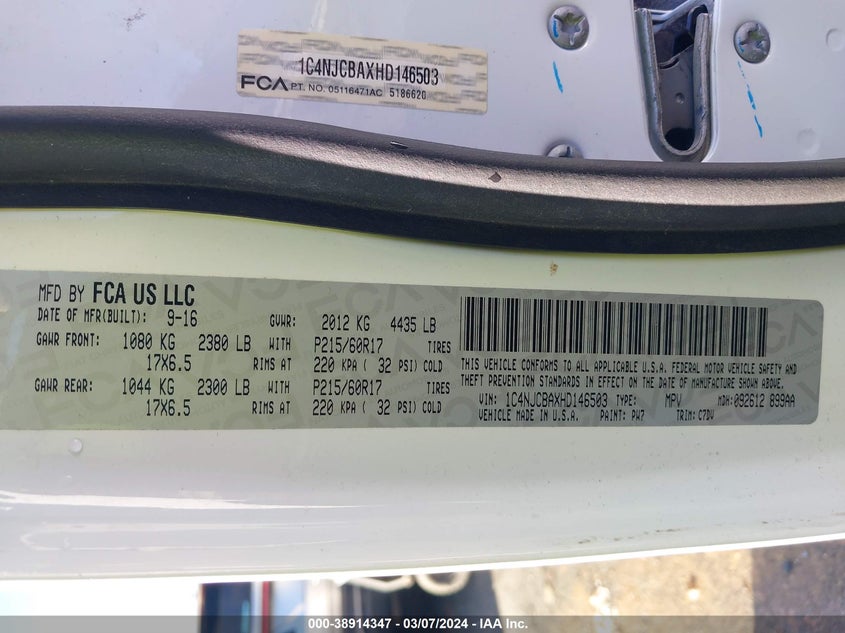 1C4NJCBAXHD146503
FCA P.T. NO. 05116471AC 5186620
MFD BY FCA US LLC
DATE OF MFR(BUILT): 9-16 GVWR: 2012 KG 4435 LB
GAWR FRONT: 1080 KG 2380 LB WITH P215/60R17 TIRES
17X6.5 RIMS AT 220 KPA ( 32 PSI) COLD
GAWR REAR: 1044 KG 2300 LB WITH P215/60R17 TIRES
17X6.5 RIMS AT 220 KPA ( 32 PSI) COLD
THIS VEHICLE CONFORMS TO ALL APPLICABLE U.S.A. FEDERAL MOTOR VEHICLE SAFETY AND
THEFT PREVENTION STANDARDS IN EFFECT ON THE DATE OF MANUFACTURE SHOWN ABOVE.
VIN: 1C4NJCBAXHD146503 TYPE: MPV MDH: 092612 899AA
VEHICLE MADE IN U.S.A. PAINT: PW7 TRIM: C7DV
000-38914347 - 03/07/2024 - IAA Inc.